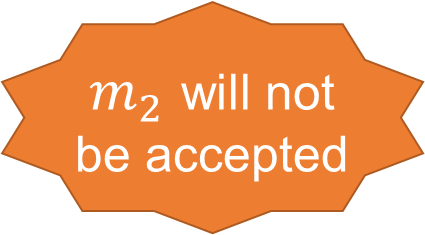 m₂ will not
be accepted